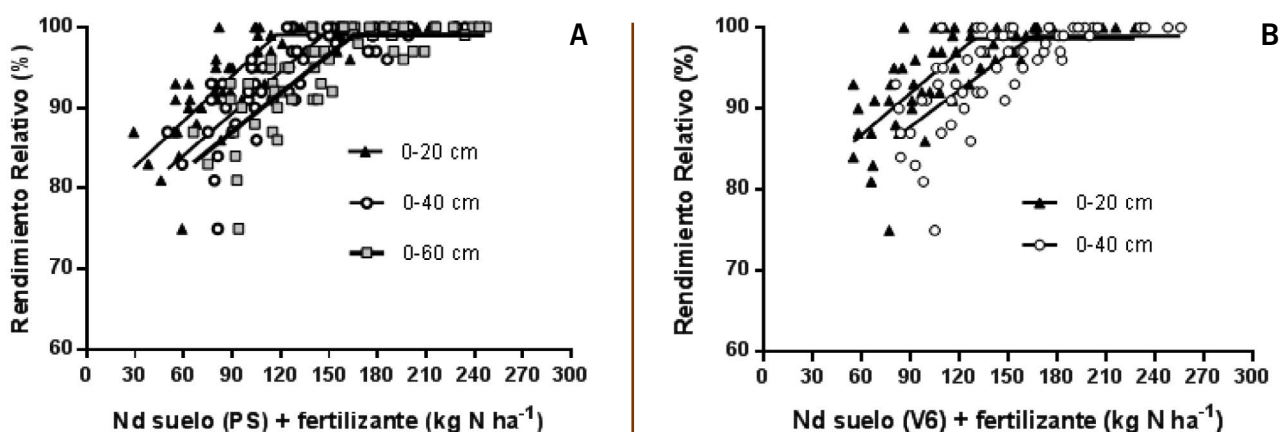 A
Rendimiento Relativo (%)
100
90
80
70
60
0-20 cm
0-40 cm
0-60 cm
0 30 60 90 120 150 180 210 240 270 300
Nd suelo (PS) + fertilizante (kg N ha⁻¹)
B
Rendimiento Relativo (%)
100
90
80
70
60
0-20 cm
0-40 cm
0 30 60 90 120 150 180 210 240 270 300
Nd suelo (V6) + fertilizante (kg N ha⁻¹)